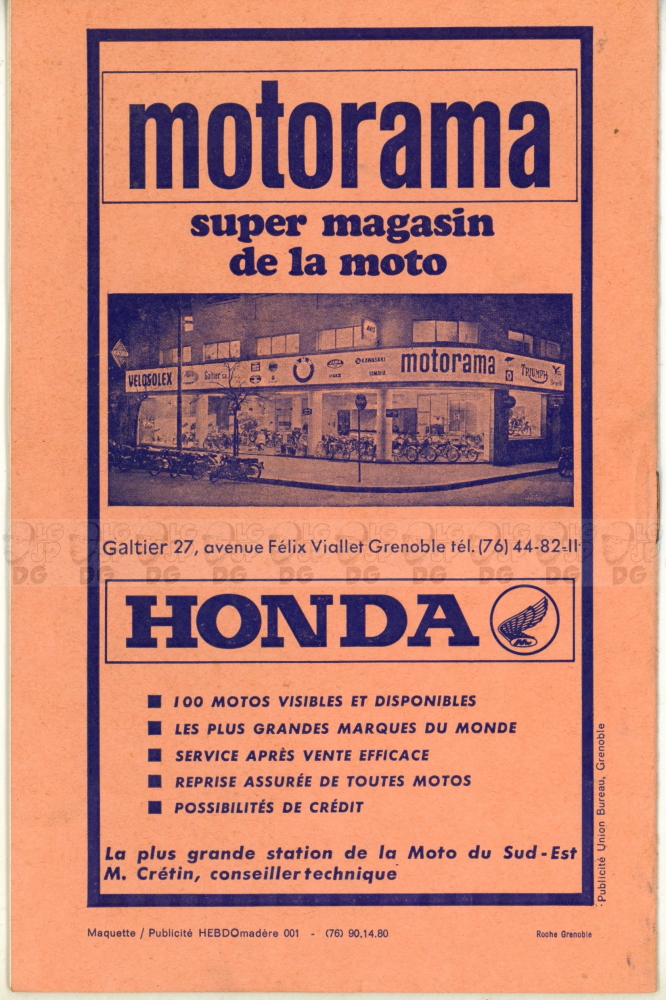 motorama
super magasin
de la moto
VELOSOLEX
Galtier
KAWASAKI
YAMAHA
motorama
TRIUMPH
Galtier 27, avenue Félix Viallet Grenoble tél. (76) 44-82-11
HONDA
100 MOTOS VISIBLES ET DISPONIBLES
LES PLUS GRANDES MARQUES DU MONDE
SERVICE APRÈS VENTE EFFICACE
REPRISE ASSURÉE DE TOUTES MOTOS
POSSIBILITÉS DE CRÉDIT
La plus grande station de la Moto du Sud-Est
M. Crétin, conseiller technique
Publicité Union Bureau, Grenoble
Maquette / Publicité HEBDOmadère 001 - (76) 90.14.80
Roche Grenoble